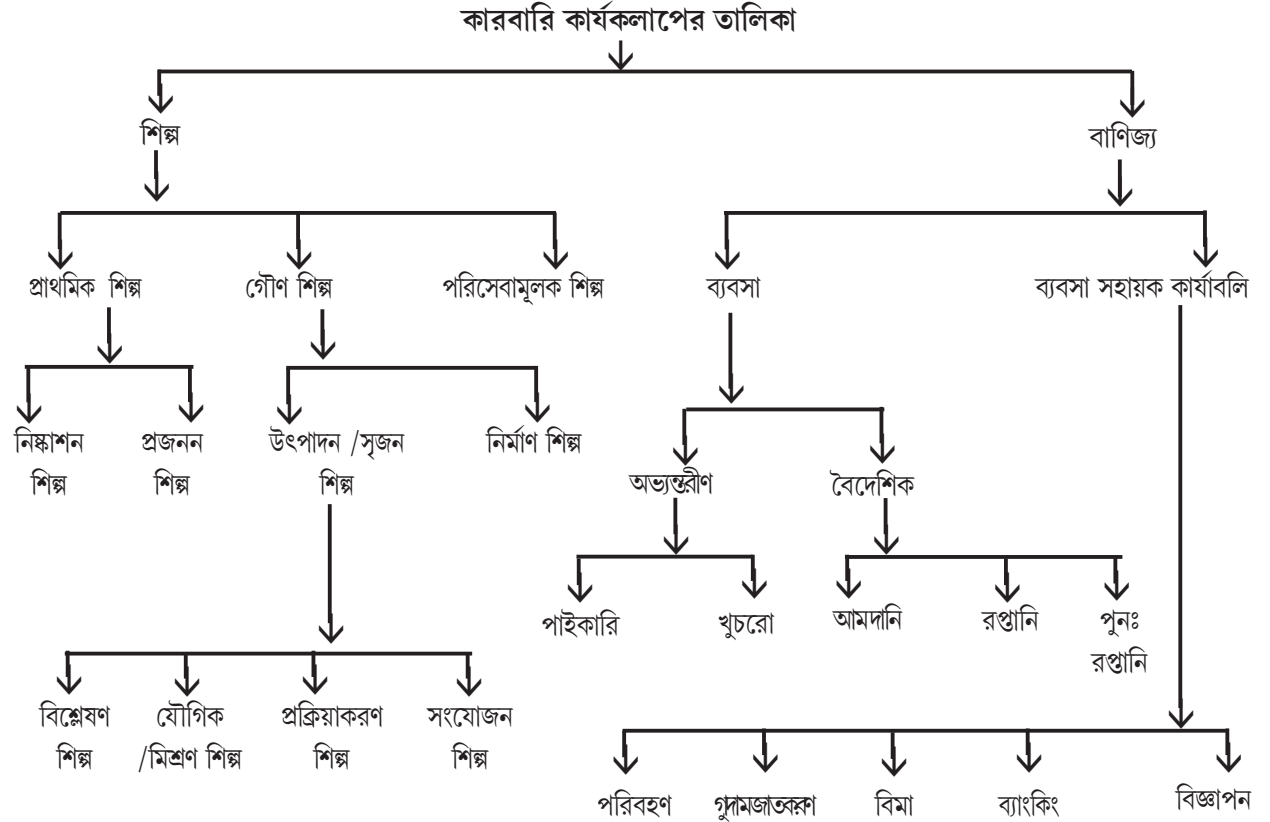 কারবারি কার্যকলাপের তালিকা
শিল্প
বাণিজ্য
প্রাথমিক শিল্প
গৌণ শিল্প
পরিসেবামূলক শিল্প
ব্যবসা
ব্যবসা সহায়ক কার্যাবলি
নিষ্কাশন
শিল্প
প্রজনন
শিল্প
উৎপাদন /সৃজন
শিল্প
নির্মাণ শিল্প
অভ্যন্তরীণ
বৈদেশিক
পাইকারি
খুচরো
আমদানি
রপ্তানি
পুনঃ
রপ্তানি
বিশ্লেষণ
শিল্প
যৌগিক
/মিশ্রণ শিল্প
প্রক্রিয়াকরণ
শিল্প
সংযোজন
শিল্প
পরিবহণ
গুদামজাতকরণ
বিমা
ব্যাংকিং
বিজ্ঞাপন